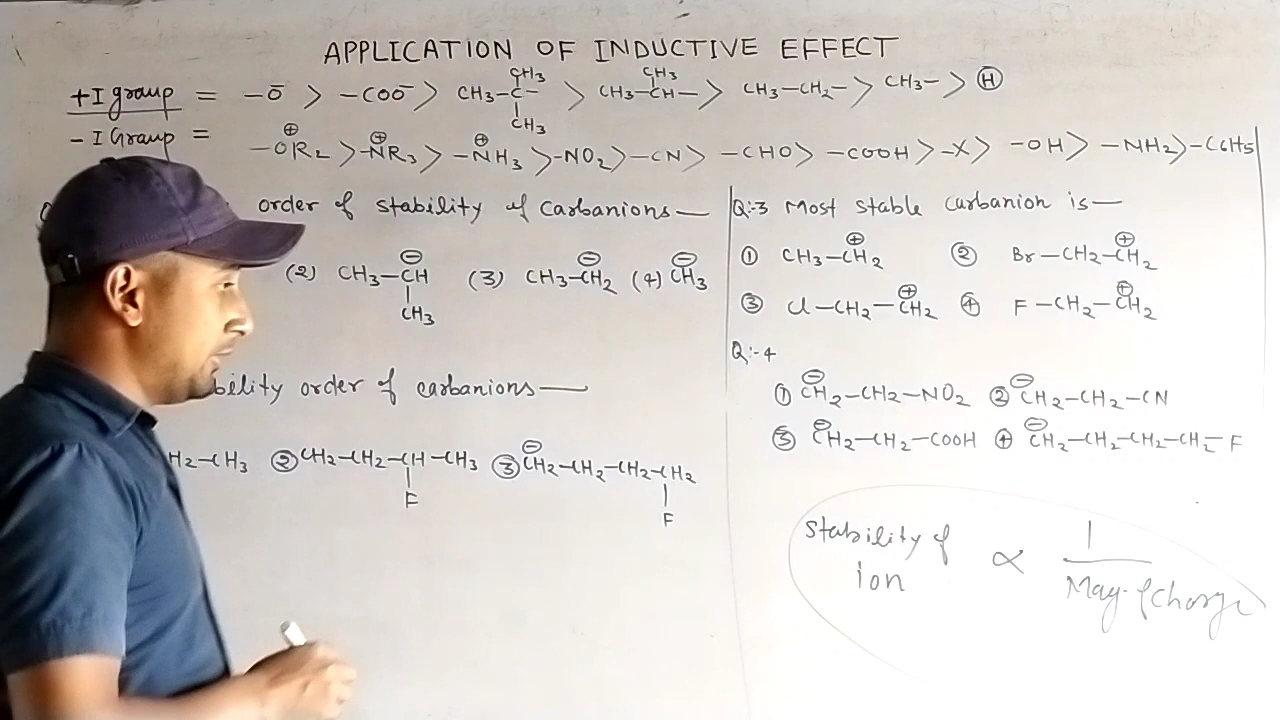 APPLICATION OF INDUCTIVE EFFECT
+I group = -Ō > -COO⁻ > CH3-C(CH3)(CH3)- > CH3-CH(CH3)- > CH3-CH2- > CH3- > Ⓗ
-I Group = -O⊕R2 > -N⊕R3 > -N⊕H3 > -NO2 > -CN > -CHO > -COOH > -X > -OH > -NH2 > -C6H5
order of stability of carbanions—
(2) CH3-C⊖H-CH3 (3) CH3-C⊖H2 (4) C⊖H3
bility order of carbanions—
H2-CH3 ② CH2-CH2-CH(F)-CH3 ③ C⊖H2-CH2-CH2-CH2-F
Q:-3 Most stable carbanion is—
① CH3-C⊕H2 ② Br-CH2-C⊕H2
③ Cl-CH2-C⊕H2 ④ F-CH2-C⊕H2
Q:-4
① C⊖H2-CH2-NO2 ② C⊖H2-CH2-CN
③ C⊖H2-CH2-COOH ④ C⊖H2-CH2-CH2-CH2-F
Stability of ion ∝ 1 / Mag. of charge